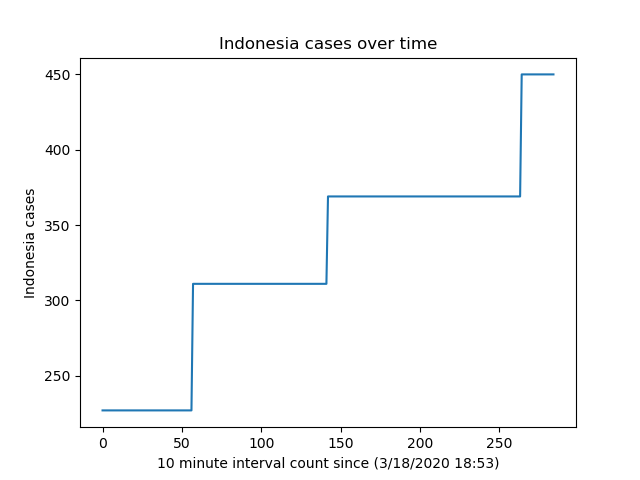 Indonesia cases over time
450
400
350
300
250
Indonesia cases
0 50 100 150 200 250
10 minute interval count since (3/18/2020 18:53)